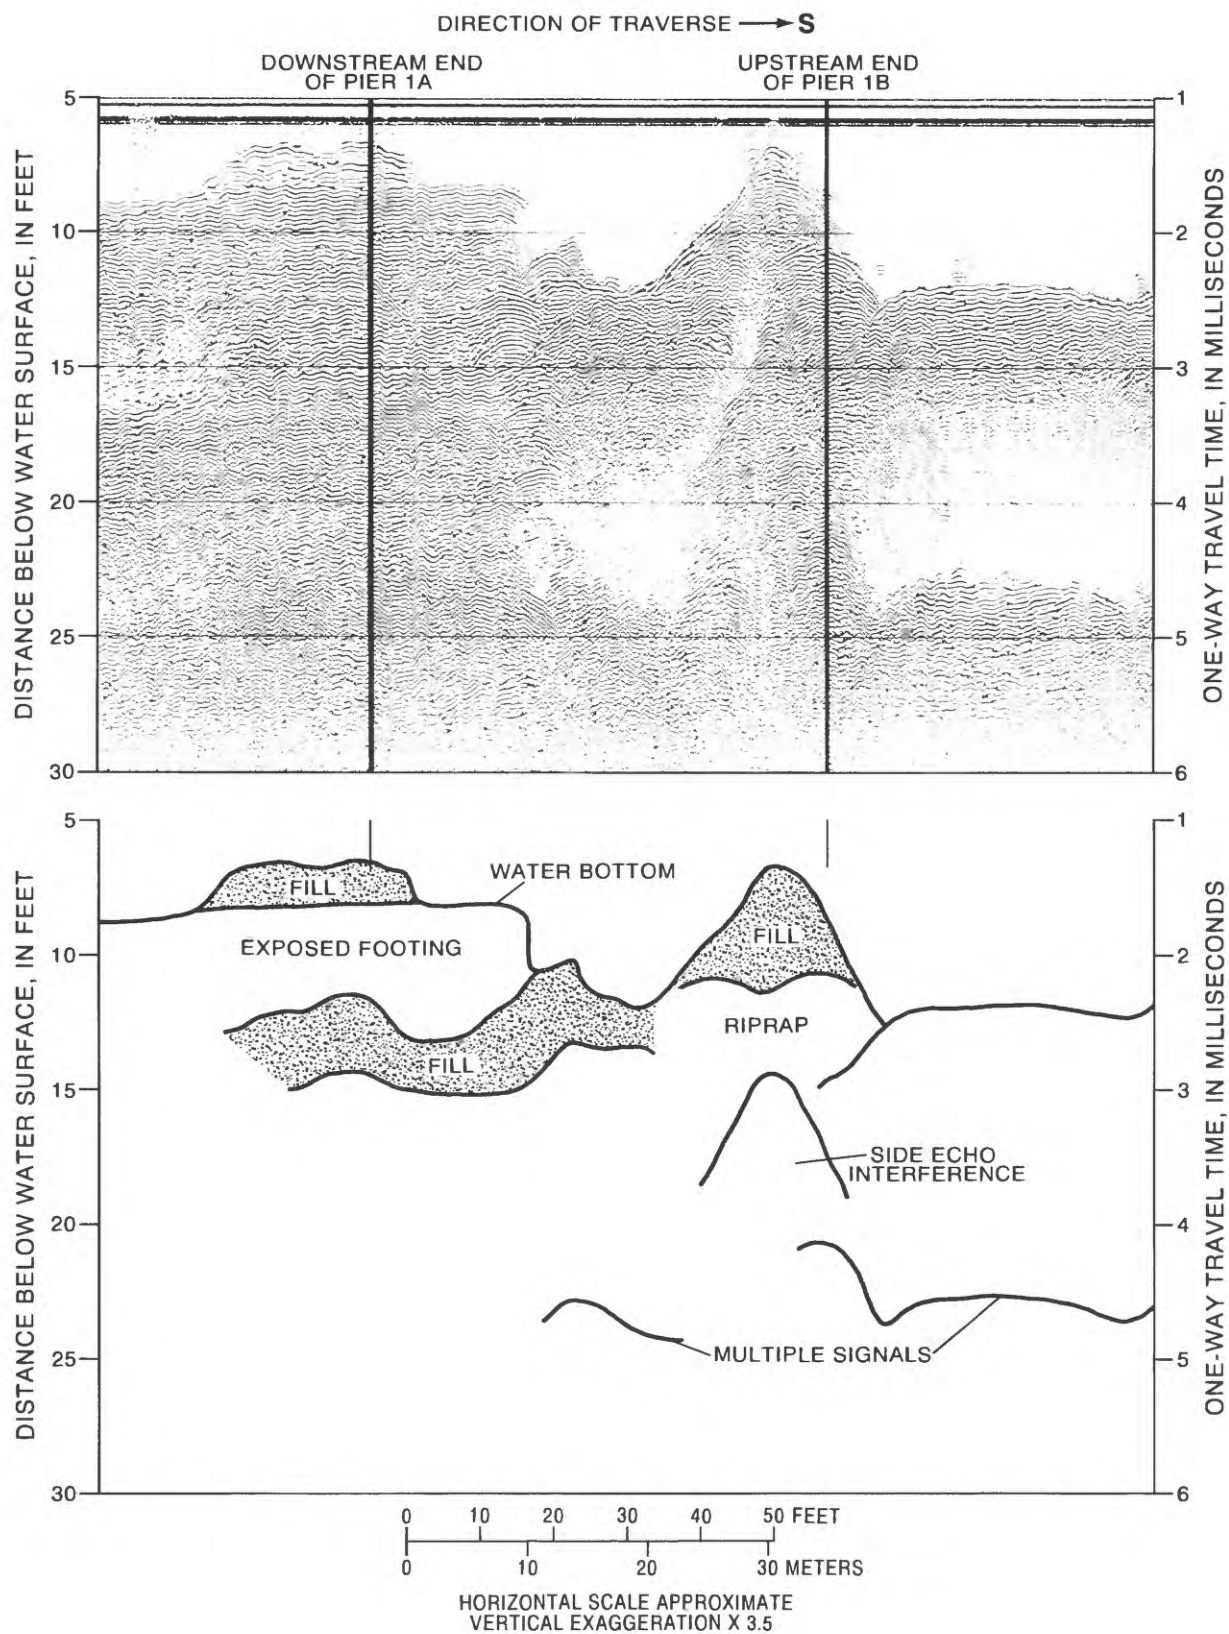 DIRECTION OF TRAVERSE → S
DOWNSTREAM END
OF PIER 1A
UPSTREAM END
OF PIER 1B
DISTANCE BELOW WATER SURFACE, IN FEET
5
10
15
20
25
30
ONE-WAY TRAVEL TIME, IN MILLISECONDS
1
2
3
4
5
6
DISTANCE BELOW WATER SURFACE, IN FEET
5
10
15
20
25
30
FILL
WATER BOTTOM
EXPOSED FOOTING
FILL
FILL
RIPRAP
SIDE ECHO
INTERFERENCE
MULTIPLE SIGNALS
ONE-WAY TRAVEL TIME, IN MILLISECONDS
1
2
3
4
5
6
0 10 20 30 40 50 FEET
0 10 20 30 METERS
HORIZONTAL SCALE APPROXIMATE
VERTICAL EXAGGERATION X 3.5